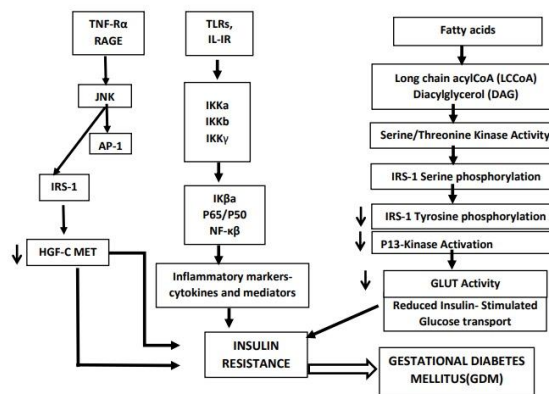 TNF-Rα
RAGE
JNK
AP-1
IRS-1
HGF-C MET
TLRs,
IL-IR
IKKa
IKKb
IKKγ
IKβa
P65/P50
NF-κβ
Inflammatory markers-
cytokines and mediators
INSULIN
RESISTANCE
Fatty acids
Long chain acylCoA (LCCoA)
Diacylglycerol (DAG)
Serine/Threonine Kinase Activity
IRS-1 Serine phosphorylation
IRS-1 Tyrosine phosphorylation
P13-Kinase Activation
GLUT Activity
Reduced Insulin- Stimulated
Glucose transport
GESTATIONAL DIABETES
MELLITUS(GDM)